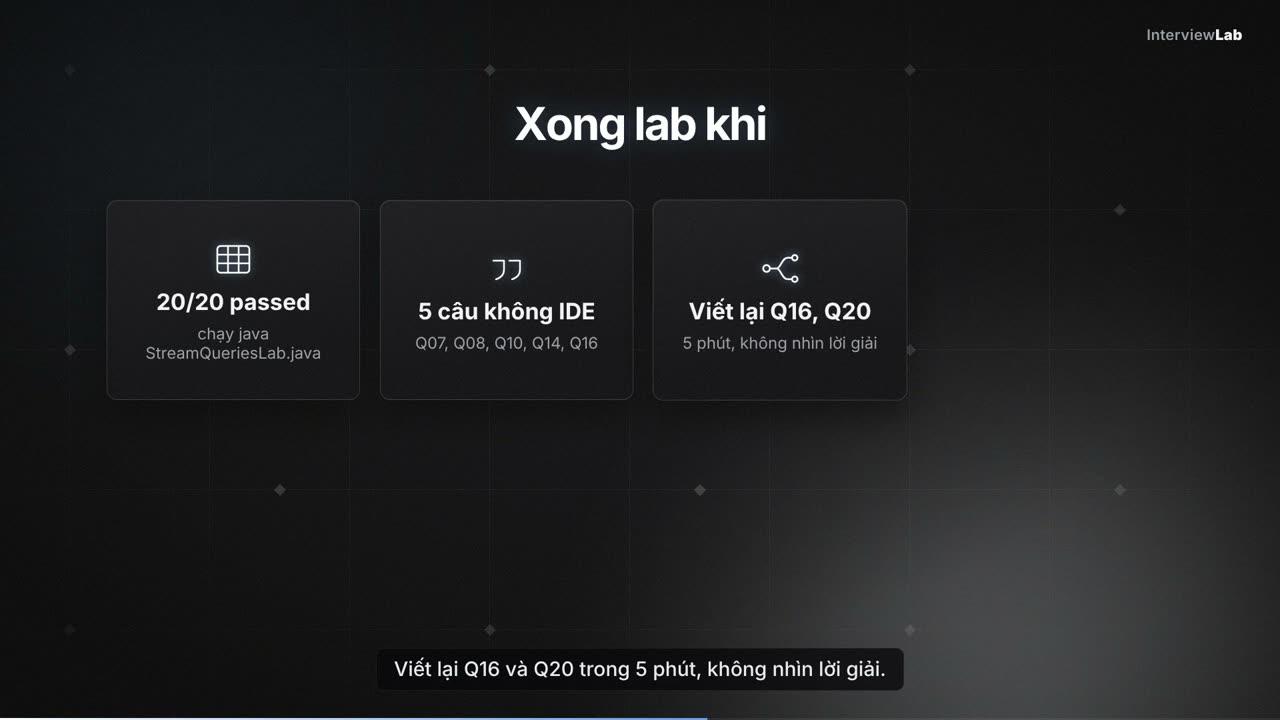 InterviewLab
Xong lab khi
20/20 passed
chạy java
StreamQueriesLab.java
5 câu không IDE
Q07, Q08, Q10, Q14, Q16
Viết lại Q16, Q20
5 phút, không nhìn lời giải
Viết lại Q16 và Q20 trong 5 phút, không nhìn lời giải.